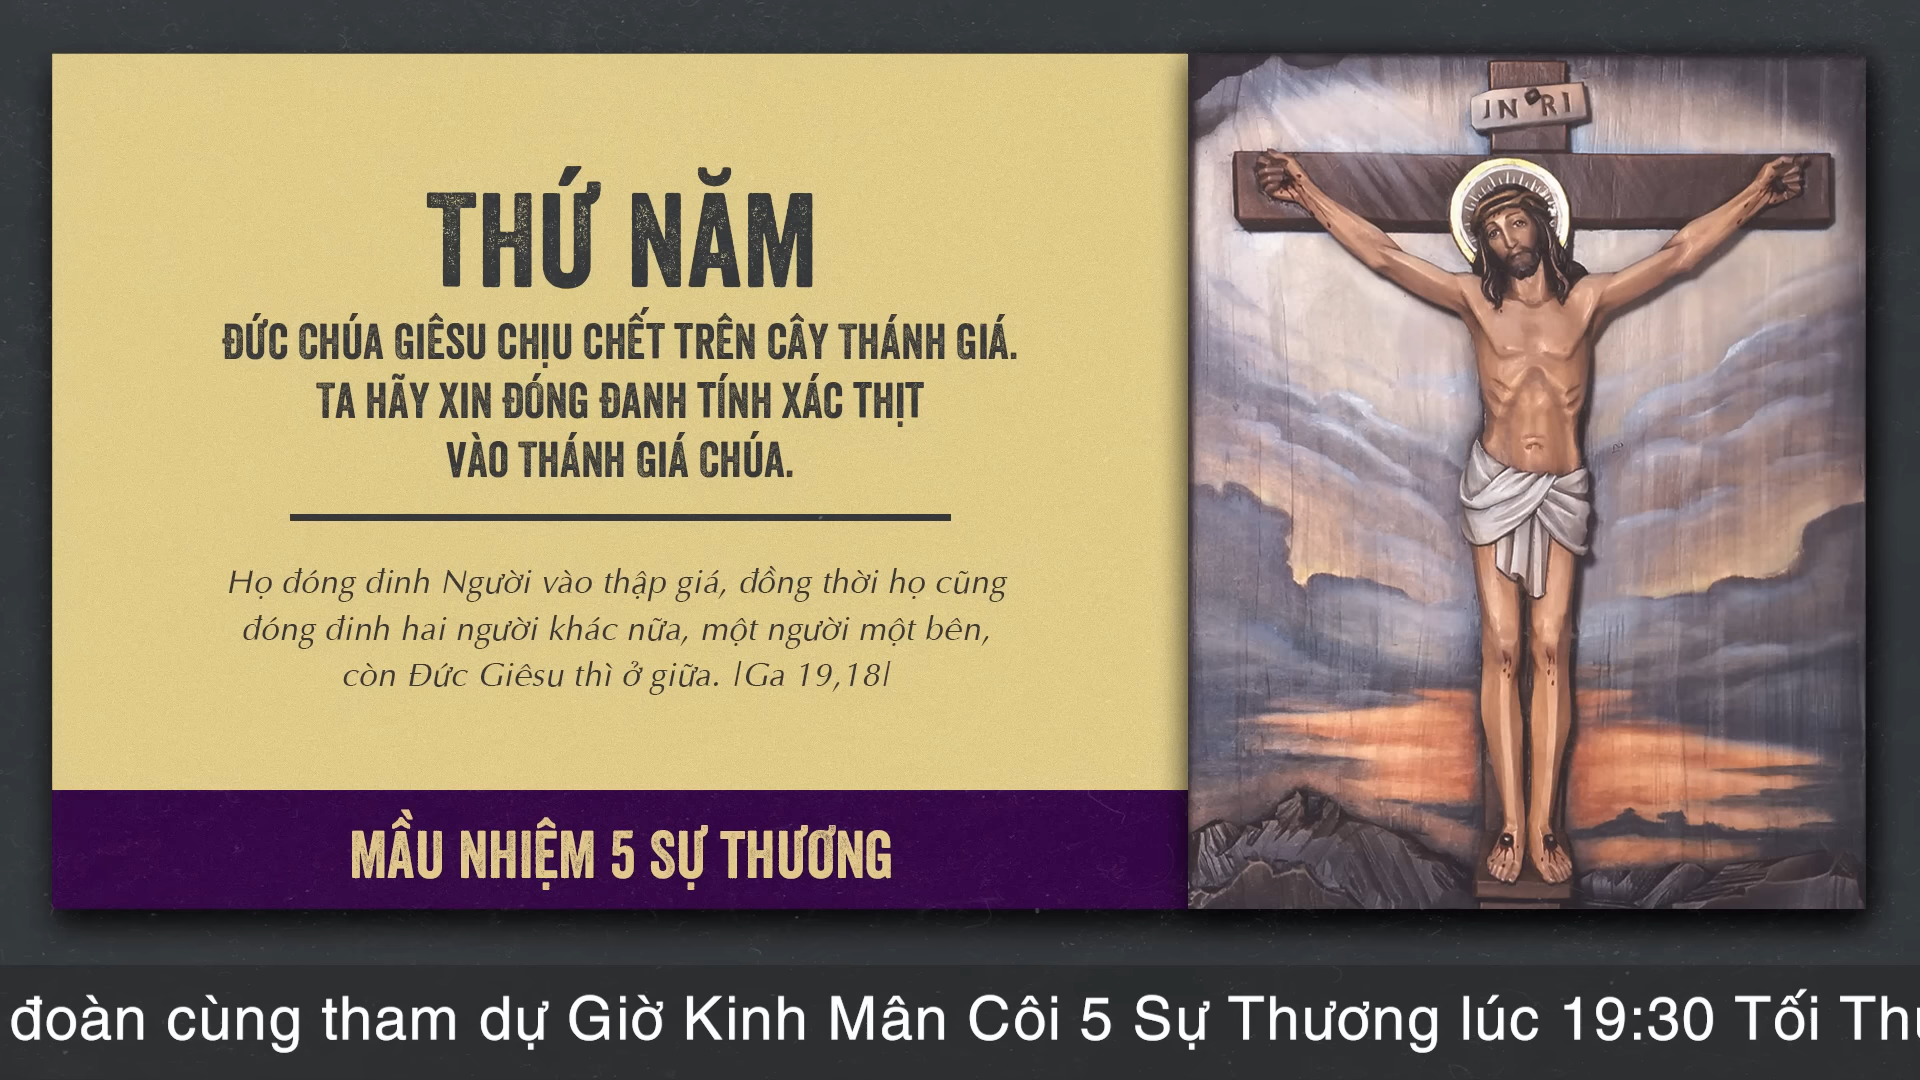 THỨ NĂM
ĐỨC CHÚA GIÊSU CHỊU CHẾT TRÊN CÂY THÁNH GIÁ.
TA HÃY XIN ĐÓNG ĐANH TÍNH XÁC THỊT
VÀO THÁNH GIÁ CHÚA.
Họ đóng đinh Người vào thập giá, đồng thời họ cũng
đóng đinh hai người khác nữa, một người một bên,
còn Đức Giêsu thì ở giữa. |Ga 19,18|
MẦU NHIỆM 5 SỰ THƯƠNG
INRI
đoàn cùng tham dự Giờ Kinh Mân Côi 5 Sự Thương lúc 19:30 Tối